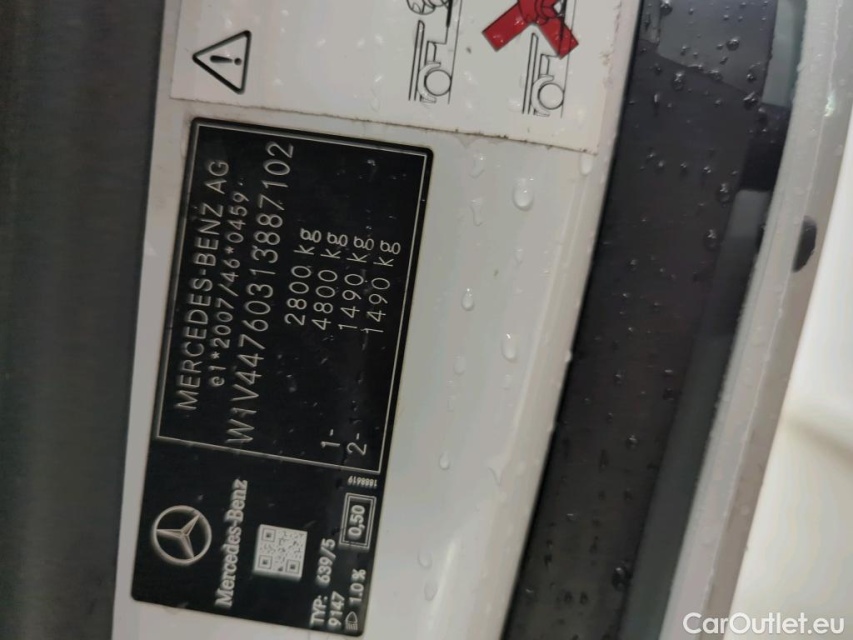 MERCEDES-BENZ AG
e1*2007/46*0459*
W1V44760313887102
2800 kg
4800 kg
1- 1490 kg
2- 1490 kg
Mercedes-Benz
TYP: 639/5
9147
1.0 %
0,50
CarOutlet.eu